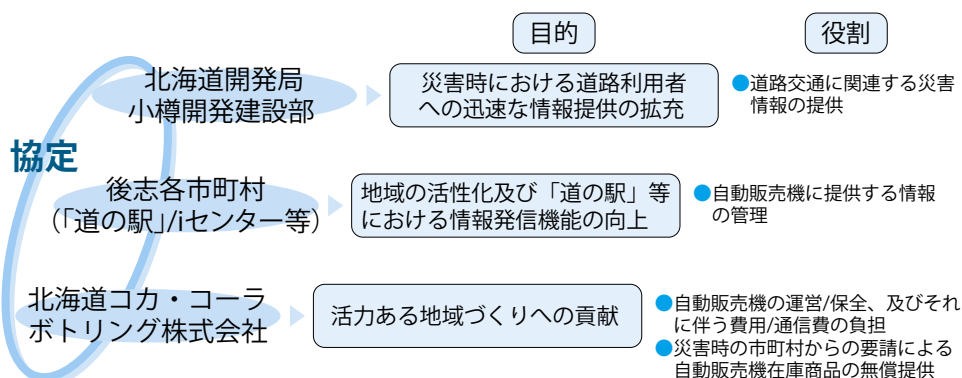 目的
役割
北海道開発局
小樽開発建設部
災害時における道路利用者
への迅速な情報提供の拡充
●道路交通に関連する災害
情報の提供
協定
後志各市町村
（「道の駅」/iセンター等）
地域の活性化及び「道の駅」等
における情報発信機能の向上
●自動販売機に提供する情報
の管理
北海道コカ・コーラ
ボトリング株式会社
活力ある地域づくりへの貢献
●自動販売機の運営/保全、及びそれ
に伴う費用/通信費の負担
●災害時の市町村からの要請による
自動販売機在庫商品の無償提供